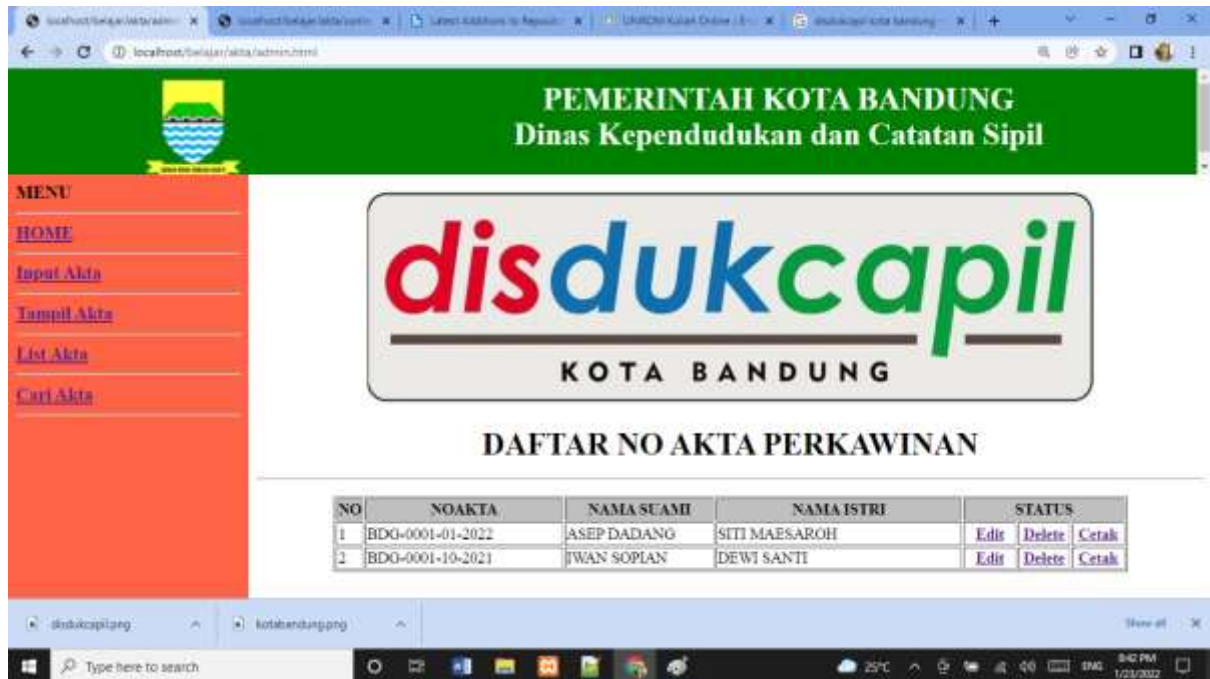 localhost/belajar/akta/admin.html
PEMERINTAH KOTA BANDUNG
Dinas Kependudukan dan Catatan Sipil
MENU
HOME
Input Akta
Tampil Akta
List Akta
Cari Akta
disdukcapil
KOTA BANDUNG
DAFTAR NO AKTA PERKAWINAN
NO NOAKTA NAMA SUAMI NAMA ISTRI STATUS
1 BDG-0001-01-2022 ASEP DADANG SITI MAESAROH Edit Delete Cetak
2 BDG-0001-10-2021 IWAN SOPIAN DEWI SANTI Edit Delete Cetak
disdukcapil.png kotabandung.png Show all
Type here to search 25°C ENG 8:42 PM
1/23/2022